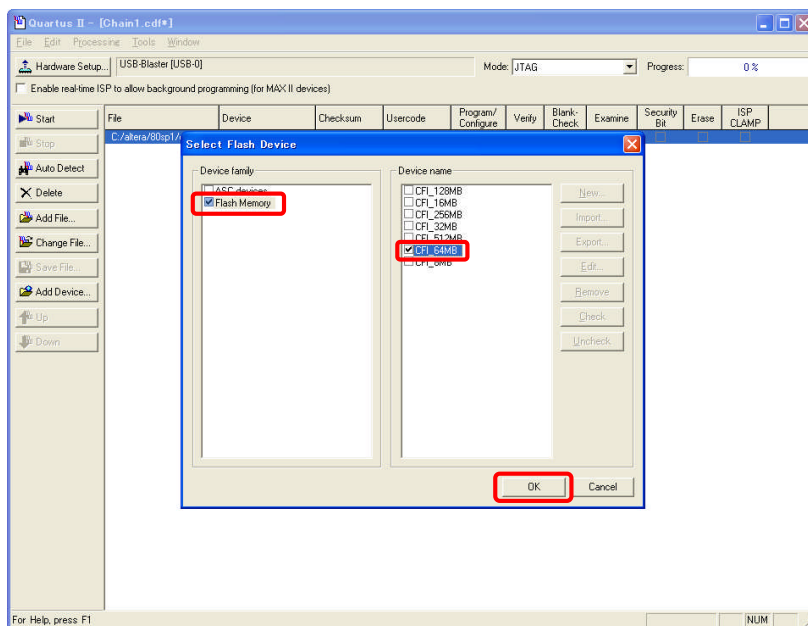 Quartus II - [Chain1.cdf*]
File Edit Processing Tools Window
Hardware Setup... USB-Blaster [USB-0] Mode: JTAG Progress: 0 %
Enable real-time ISP to allow background programming (for MAX II devices)
Start
Stop
Auto Detect
Delete
Add File...
Change File...
Save File...
Add Device...
Up
Down
File Device Checksum Usercode Program/ Configure Verify Blank- Check Examine Security Bit Erase ISP CLAMP
C:/altera/80sp1/
Select Flash Device
Device family
ASC devices
Flash Memory
Device name
CFI_128MB
CFI_16MB
CFI_256MB
CFI_32MB
CFI_512MB
CFI_64MB
CFI_8MB
New...
Import...
Export...
Edit...
Remove
Check
Uncheck
OK Cancel
For Help, press F1 NUM